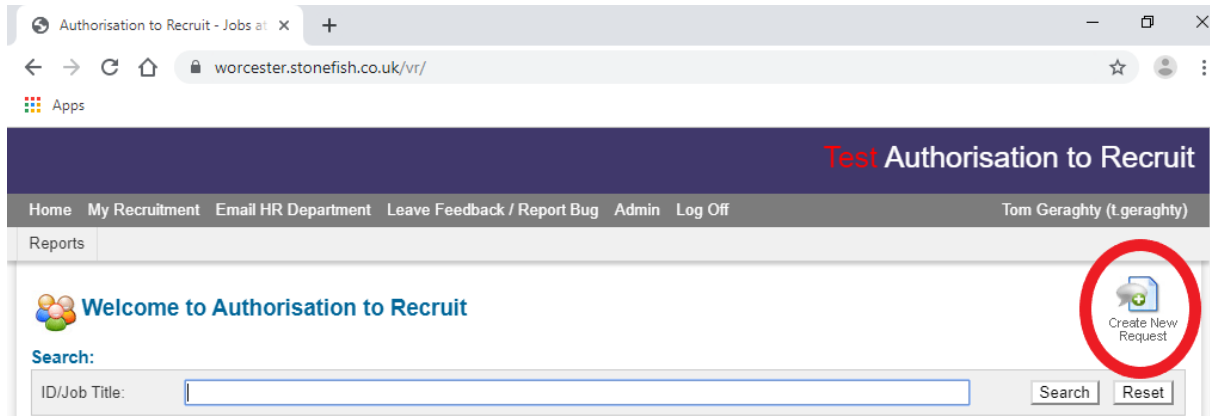 Authorisation to Recruit - Jobs at
worcester.stonefish.co.uk/vr/
Apps
Test Authorisation to Recruit
Home My Recruitment Email HR Department Leave Feedback / Report Bug Admin Log Off Tom Geraghty (t.geraghty)
Reports
Welcome to Authorisation to Recruit
Create New
Request
Search:
ID/Job Title: Search Reset